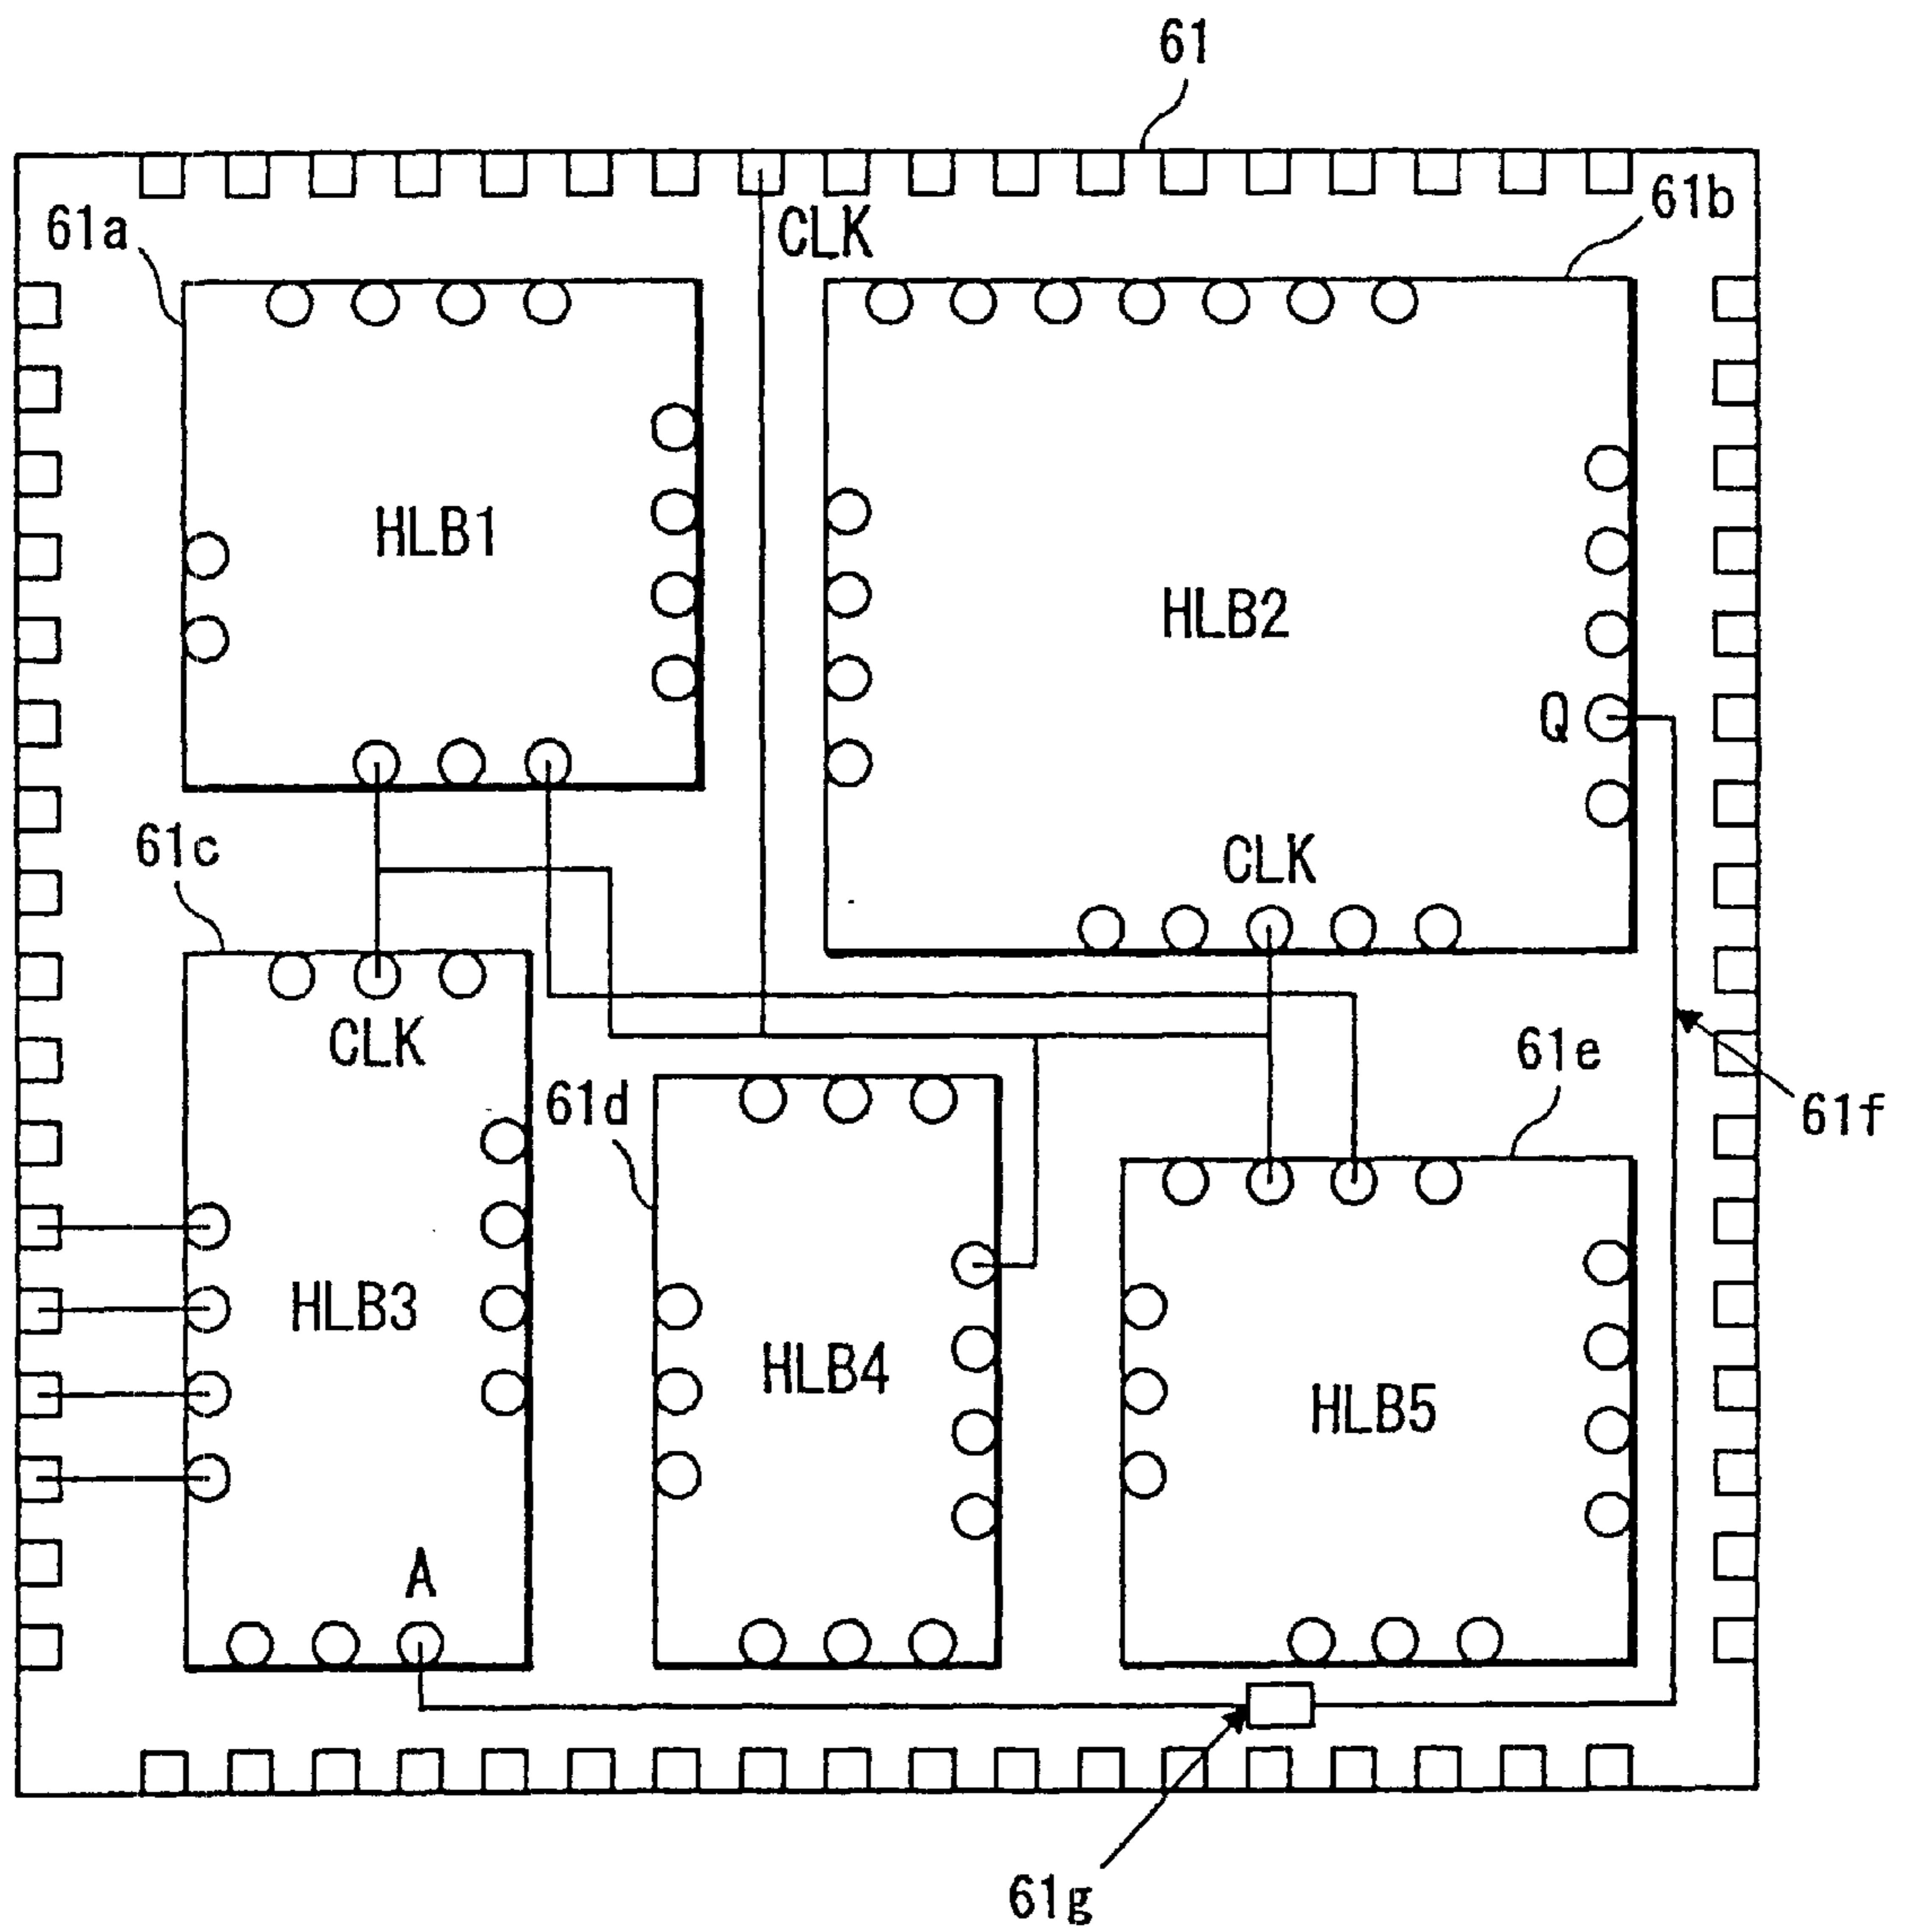 61
61b
61a
CLK
HLB1
HLB2
Q
61c
CLK
CLK
61e
61d
61f
HLB3
HLB4
HLB5
A
61g